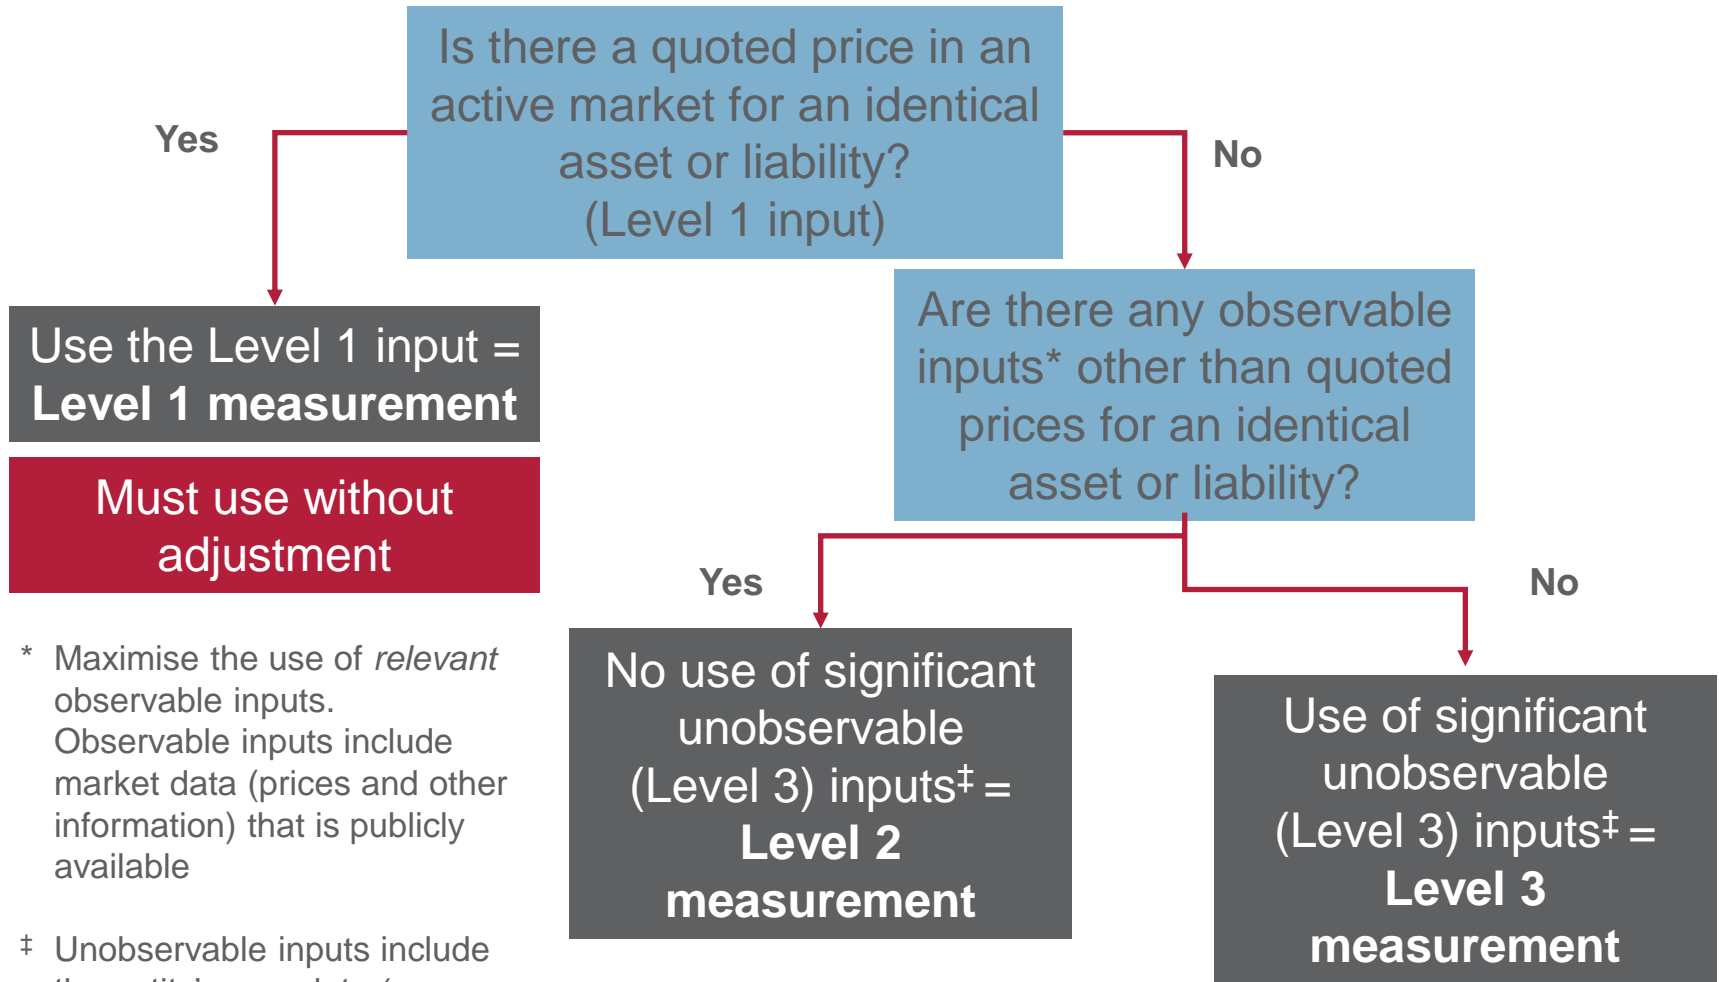 Is there a quoted price in an
active market for an identical
asset or liability?
(Level 1 input)
Yes
No
Use the Level 1 input =
Level 1 measurement
Must use without
adjustment
Are there any observable
inputs* other than quoted
prices for an identical
asset or liability?
Yes
No
No use of significant
unobservable
(Level 3) inputs‡ =
Level 2
measurement
Use of significant
unobservable
(Level 3) inputs‡ =
Level 3
measurement
* Maximise the use of relevant
observable inputs.
Observable inputs include
market data (prices and other
information) that is publicly
available
‡ Unobservable inputs include